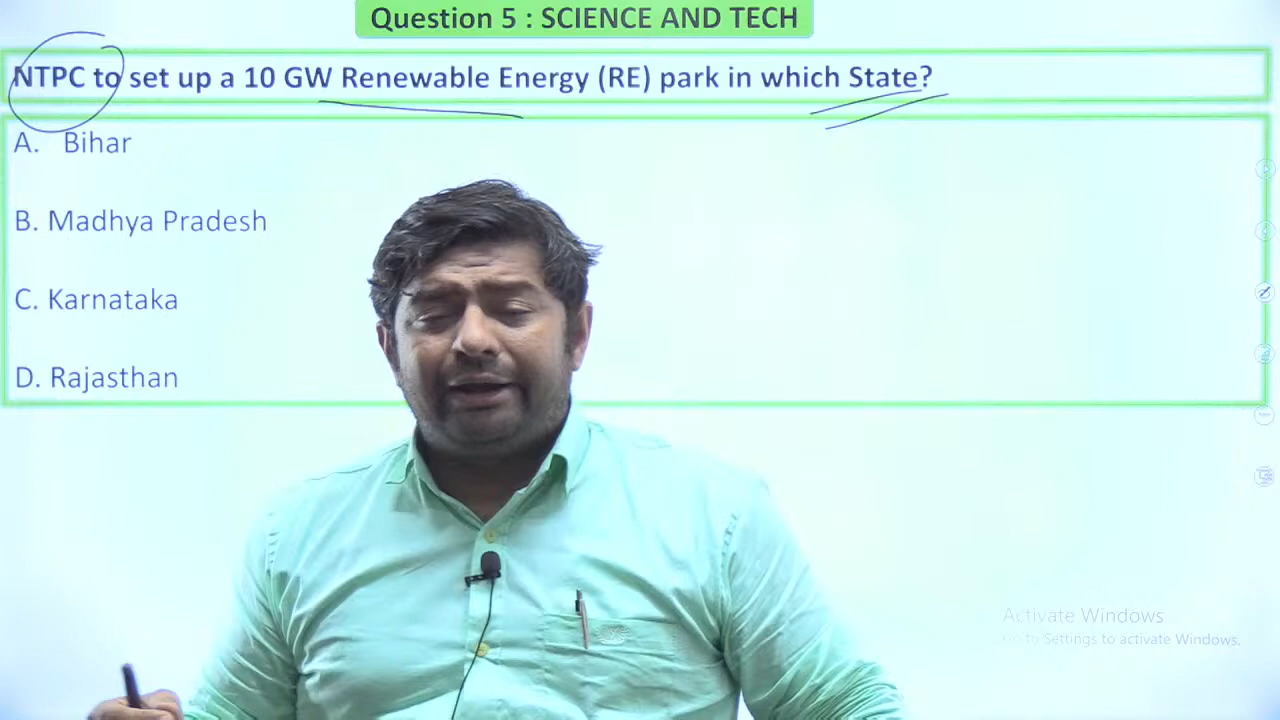 Question 5 : SCIENCE AND TECH
NTPC to set up a 10 GW Renewable Energy (RE) park in which State?
A. Bihar
B. Madhya Pradesh
C. Karnataka
D. Rajasthan
Activate Windows
Go to Settings to activate Windows.